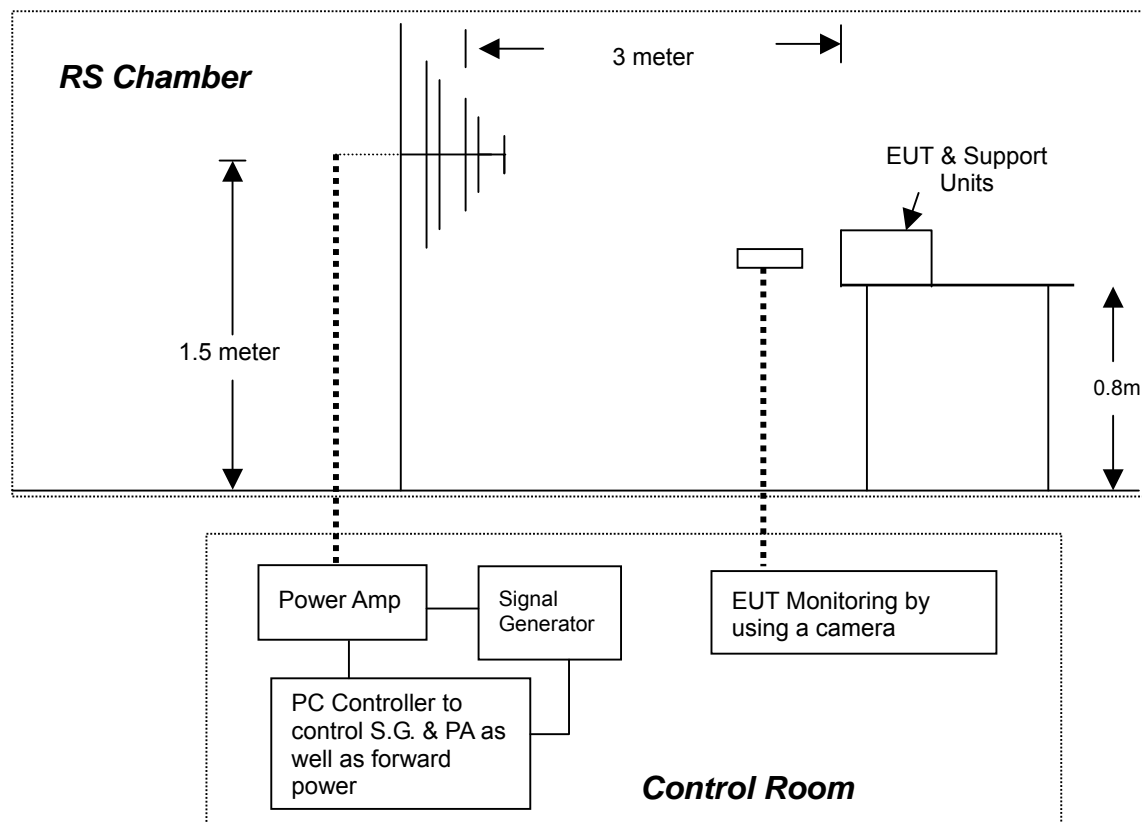 3 meter
RS Chamber
EUT & Support
Units
1.5 meter
0.8m
Power Amp
Signal
Generator
EUT Monitoring by
using a camera
PC Controller to
control S.G. & PA as
well as forward
power
Control Room